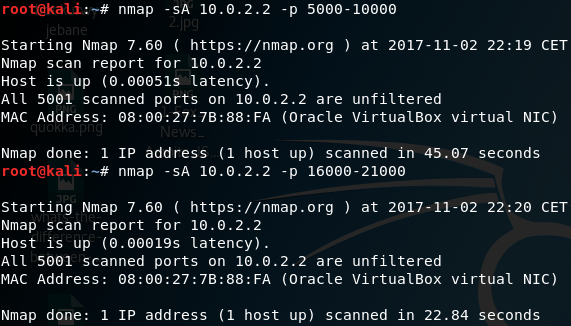 root@kali:~# nmap -sA 10.0.2.2 -p 5000-10000
Starting Nmap 7.60 ( https://nmap.org ) at 2017-11-02 22:19 CET
Nmap scan report for 10.0.2.2
Host is up (0.00051s latency).
All 5001 scanned ports on 10.0.2.2 are unfiltered
MAC Address: 08:00:27:7B:88:FA (Oracle VirtualBox virtual NIC)
Nmap done: 1 IP address (1 host up) scanned in 45.07 seconds
root@kali:~# nmap -sA 10.0.2.2 -p 16000-21000
Starting Nmap 7.60 ( https://nmap.org ) at 2017-11-02 22:20 CET
Nmap scan report for 10.0.2.2
Host is up (0.00019s latency).
All 5001 scanned ports on 10.0.2.2 are unfiltered
MAC Address: 08:00:27:7B:88:FA (Oracle VirtualBox virtual NIC)
Nmap done: 1 IP address (1 host up) scanned in 22.84 seconds
jebane
2.jpg
quokka.png
News_